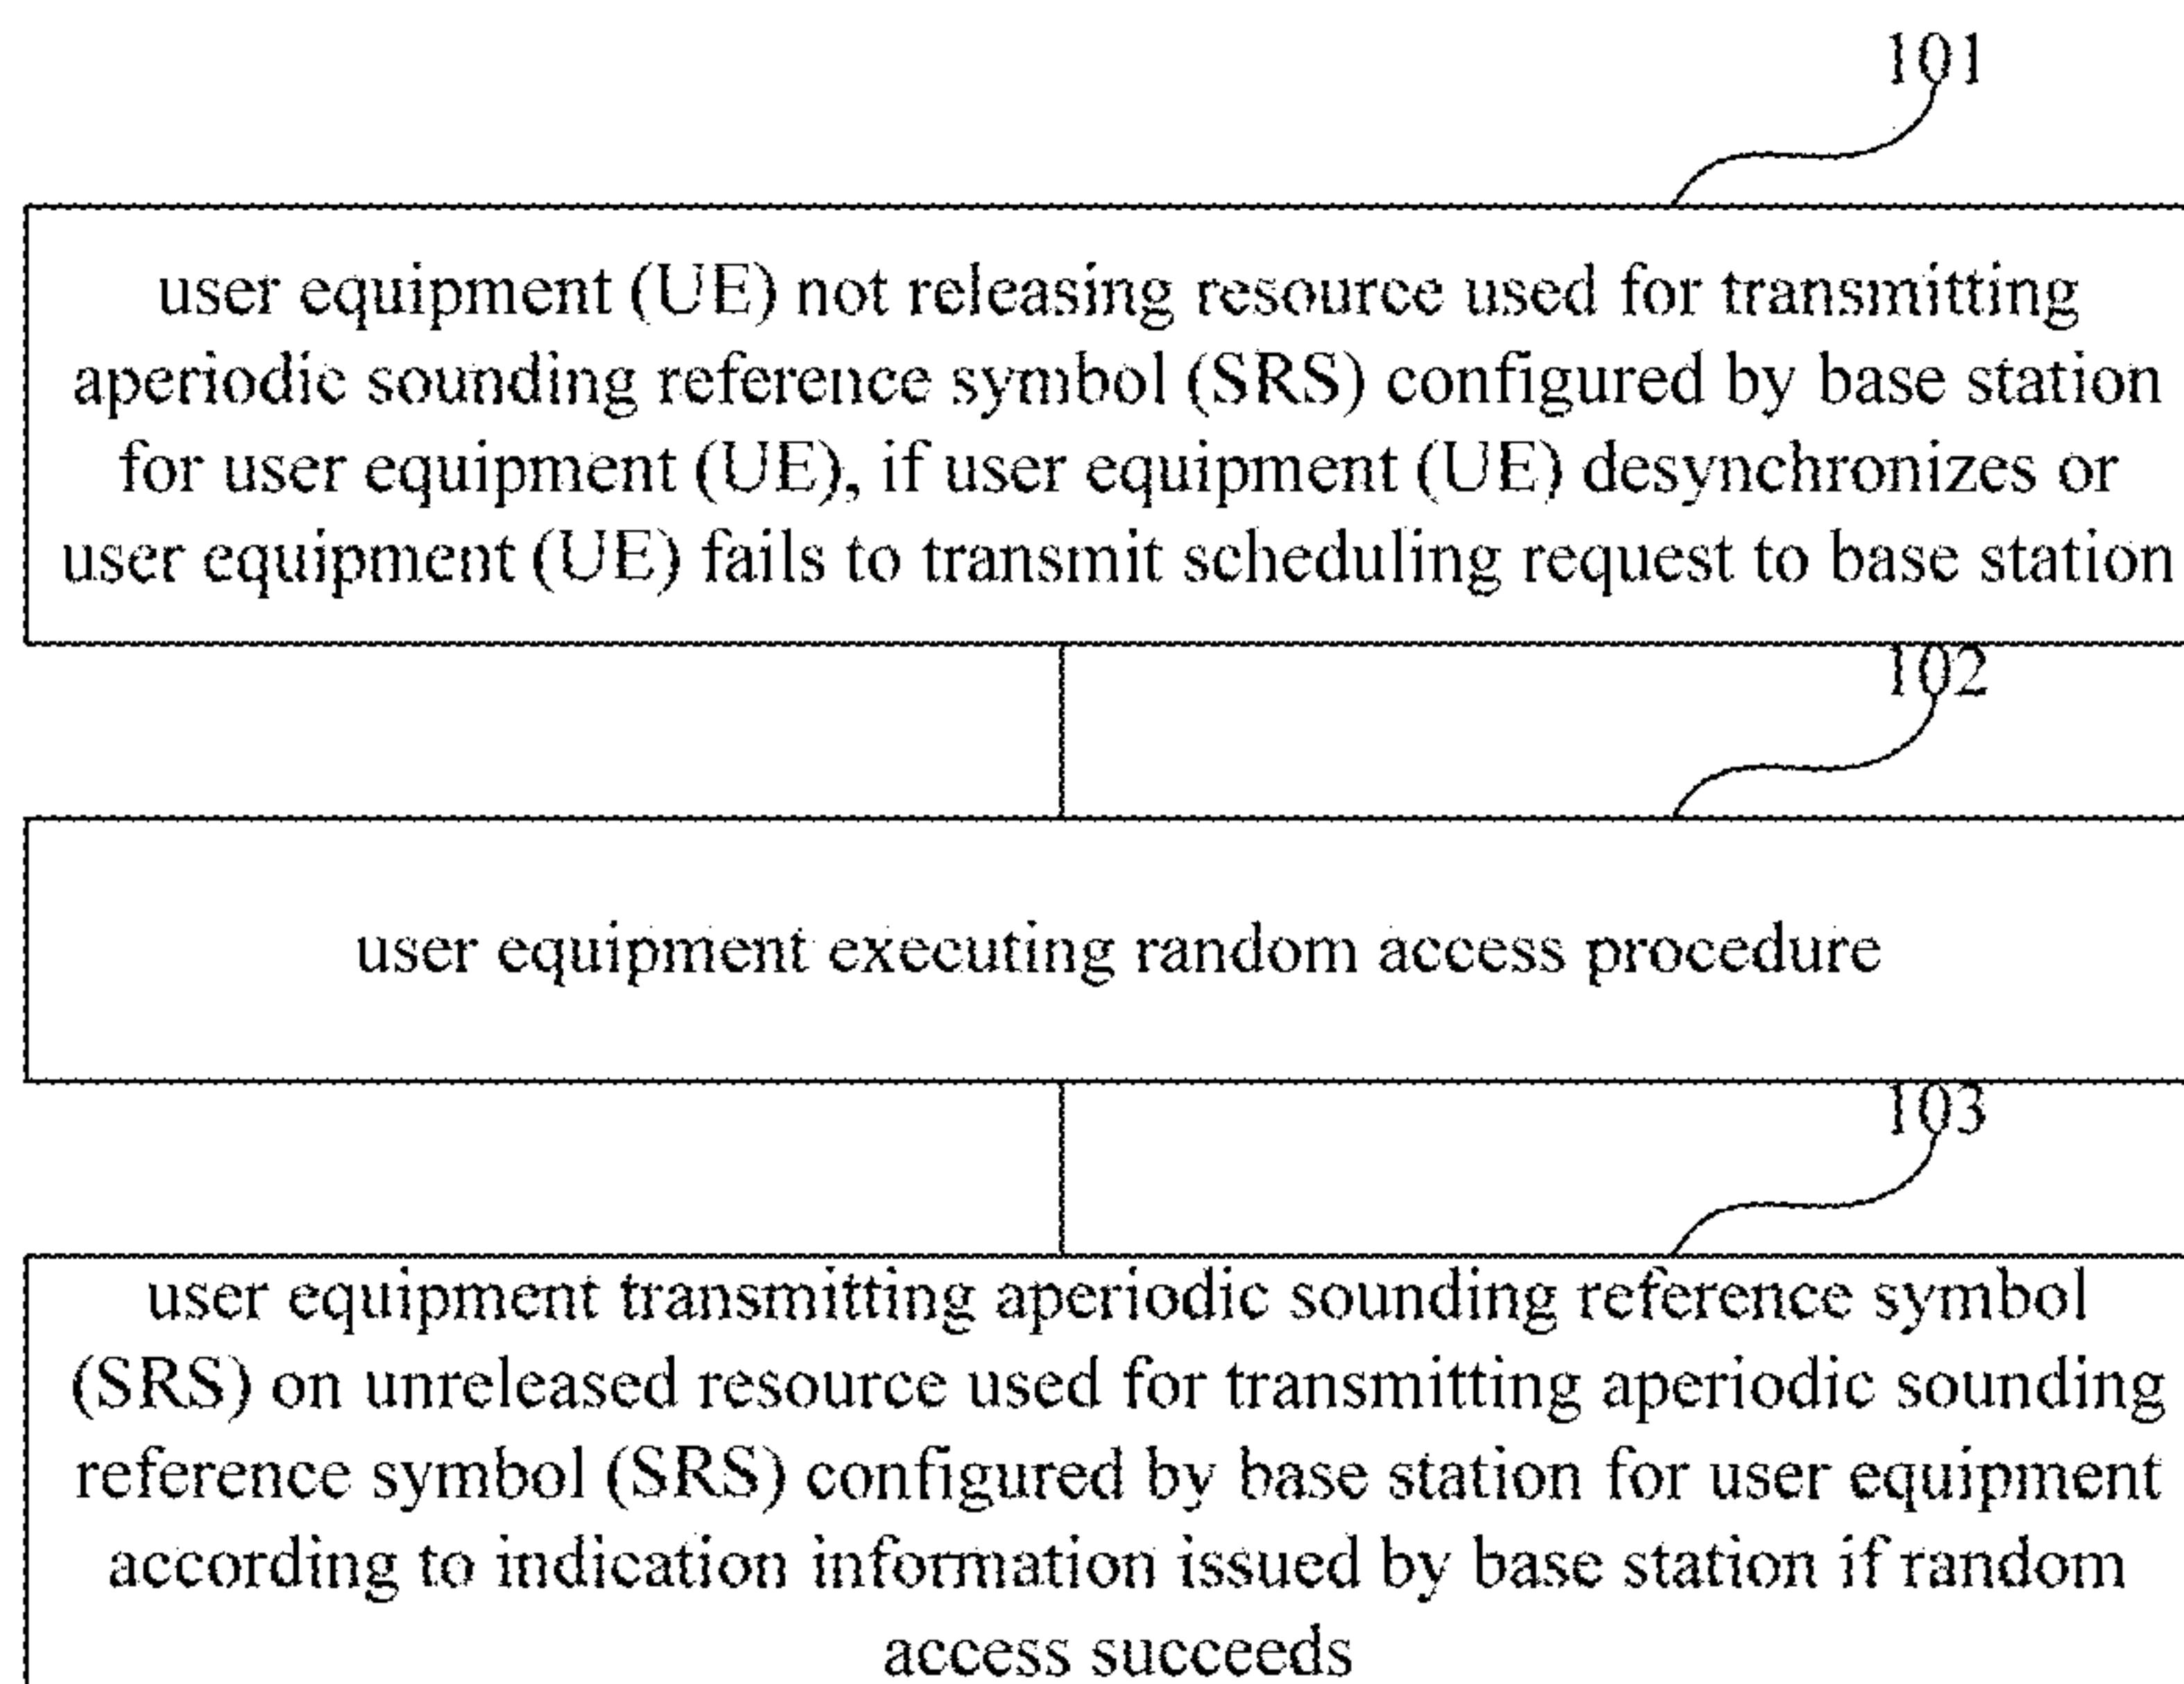 101
user equipment (UE) not releasing resource used for transmitting
aperiodic sounding reference symbol (SRS) configured by base station
for user equipment (UE), if user equipment (UE) desynchronizes or
user equipment (UE) fails to transmit scheduling request to base station
102
user equipment executing random access procedure
103
user equipment transmitting aperiodic sounding reference symbol
(SRS) on unreleased resource used for transmitting aperiodic sounding
reference symbol (SRS) configured by base station for user equipment
according to indication information issued by base station if random
access succeeds